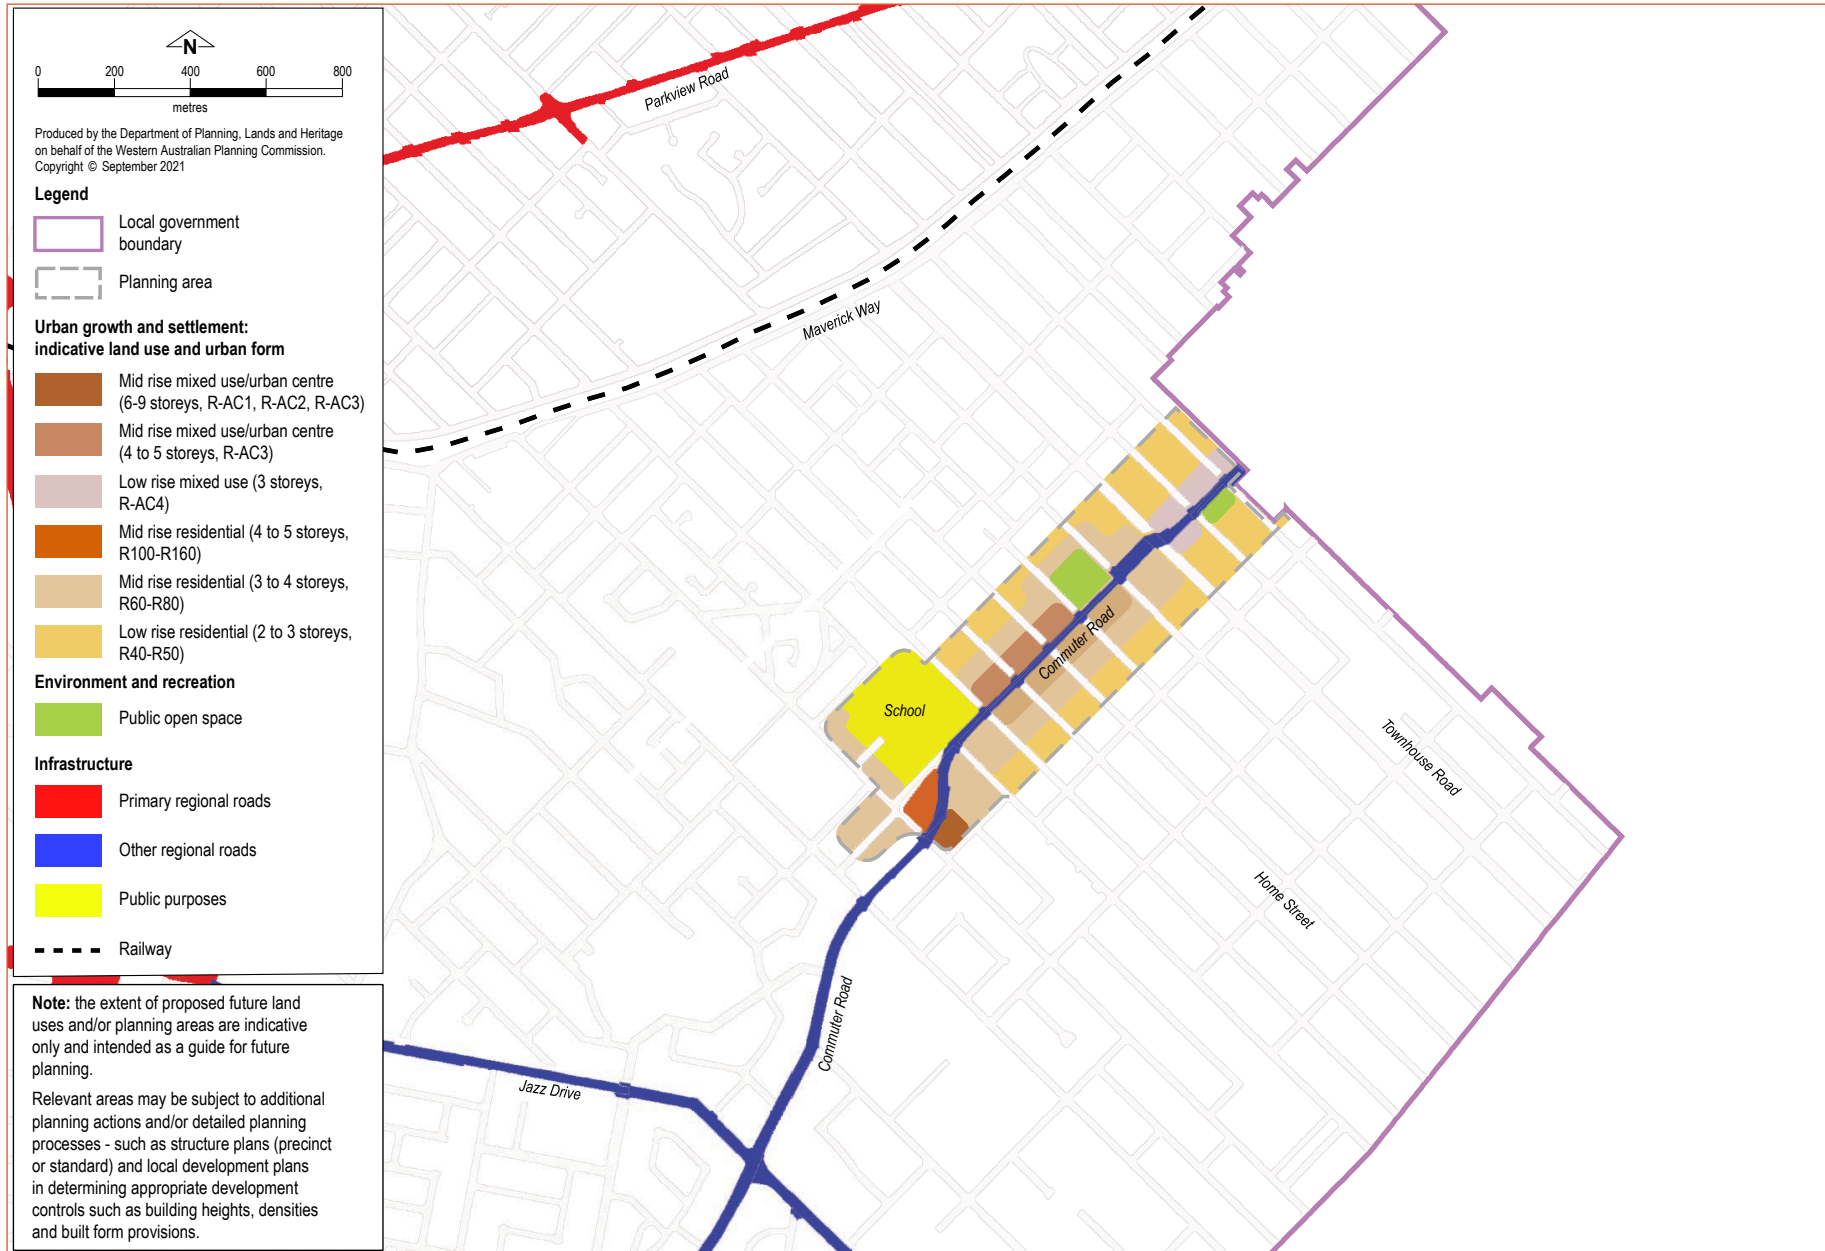 N
0 200 400 600 800
metres
Produced by the Department of Planning, Lands and Heritage
on behalf of the Western Australian Planning Commission.
Copyright © September 2021
Legend
Local government
boundary
Planning area
Urban growth and settlement:
indicative land use and urban form
Mid rise mixed use/urban centre
(6-9 storeys, R-AC1, R-AC2, R-AC3)
Mid rise mixed use/urban centre
(4 to 5 storeys, R-AC3)
Low rise mixed use (3 storeys,
R-AC4)
Mid rise residential (4 to 5 storeys,
R100-R160)
Mid rise residential (3 to 4 storeys,
R60-R80)
Low rise residential (2 to 3 storeys,
R40-R50)
Environment and recreation
Public open space
Infrastructure
Primary regional roads
Other regional roads
Public purposes
Railway
Note: the extent of proposed future land
uses and/or planning areas are indicative
only and intended as a guide for future
planning.
Relevant areas may be subject to additional
planning actions and/or detailed planning
processes - such as structure plans (precinct
or standard) and local development plans
in determining appropriate development
controls such as building heights, densities
and built form provisions.
Parkview Road
Maverick Way
Commuter Road
School
Townhouse Road
Home Street
Commuter Road
Jazz Drive